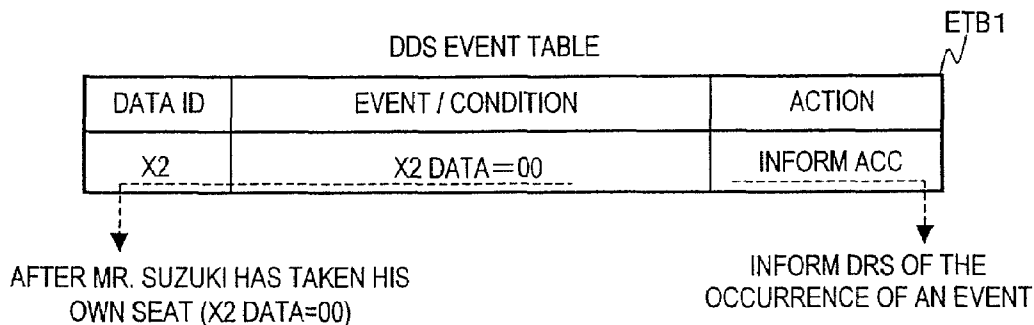 ETB1
DDS EVENT TABLE
DATA ID EVENT / CONDITION ACTION
X2 X2 DATA=00 INFORM ACC
AFTER MR. SUZUKI HAS TAKEN HIS
OWN SEAT (X2 DATA=00)
INFORM DRS OF THE
OCCURRENCE OF AN EVENT